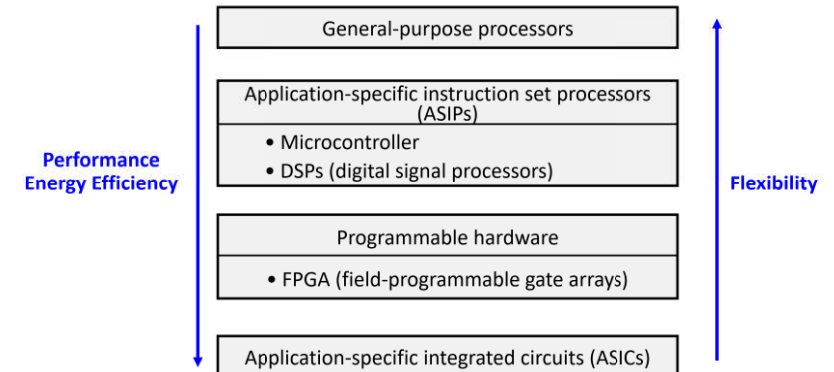 General-purpose processors
Application-specific instruction set processors
(ASIPs)
• Microcontroller
• DSPs (digital signal processors)
Performance
Energy Efficiency
Flexibility
Programmable hardware
• FPGA (field-programmable gate arrays)
Application-specific integrated circuits (ASICs)